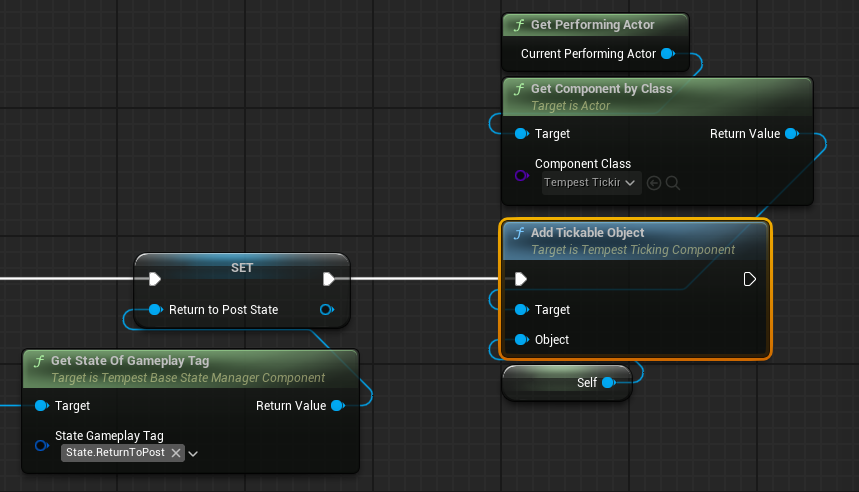 Get Performing Actor
Current Performing Actor
Get Component by Class
Target is Actor
Target Return Value
Component Class
Tempest Tickir
Add Tickable Object
Target is Tempest Ticking Component
SET
Return to Post State
Target
Object
Get State Of Gameplay Tag
Target is Tempest Base State Manager Component
Self
Target Return Value
State Gameplay Tag
State.ReturnToPost